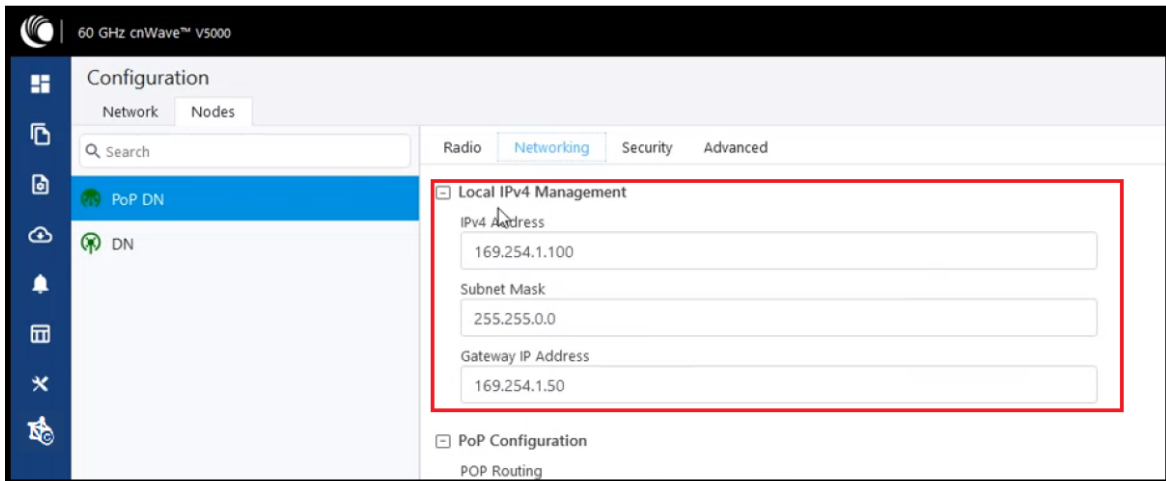 60 GHz cnWave™ V5000
Configuration
Network Nodes
Search
PoP DN
DN
Radio Networking Security Advanced
Local IPv4 Management
IPv4 Address
169.254.1.100
Subnet Mask
255.255.0.0
Gateway IP Address
169.254.1.50
PoP Configuration
POP Routing